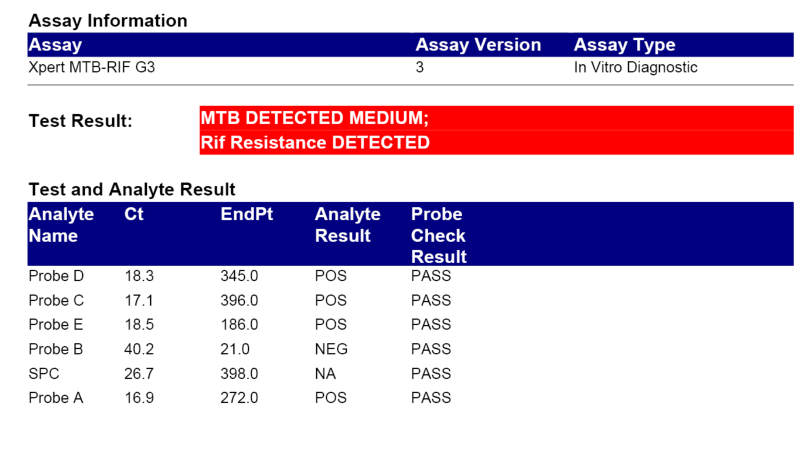 Assay Information
Assay Assay Version Assay Type
Xpert MTB-RIF G3 3 In Vitro Diagnostic
Test Result: MTB DETECTED MEDIUM;
Rif Resistance DETECTED
Test and Analyte Result
Analyte Name Ct EndPt Analyte Result Probe Check Result
Probe D 18.3 345.0 POS PASS
Probe C 17.1 396.0 POS PASS
Probe E 18.5 186.0 POS PASS
Probe B 40.2 21.0 NEG PASS
SPC 26.7 398.0 NA PASS
Probe A 16.9 272.0 POS PASS